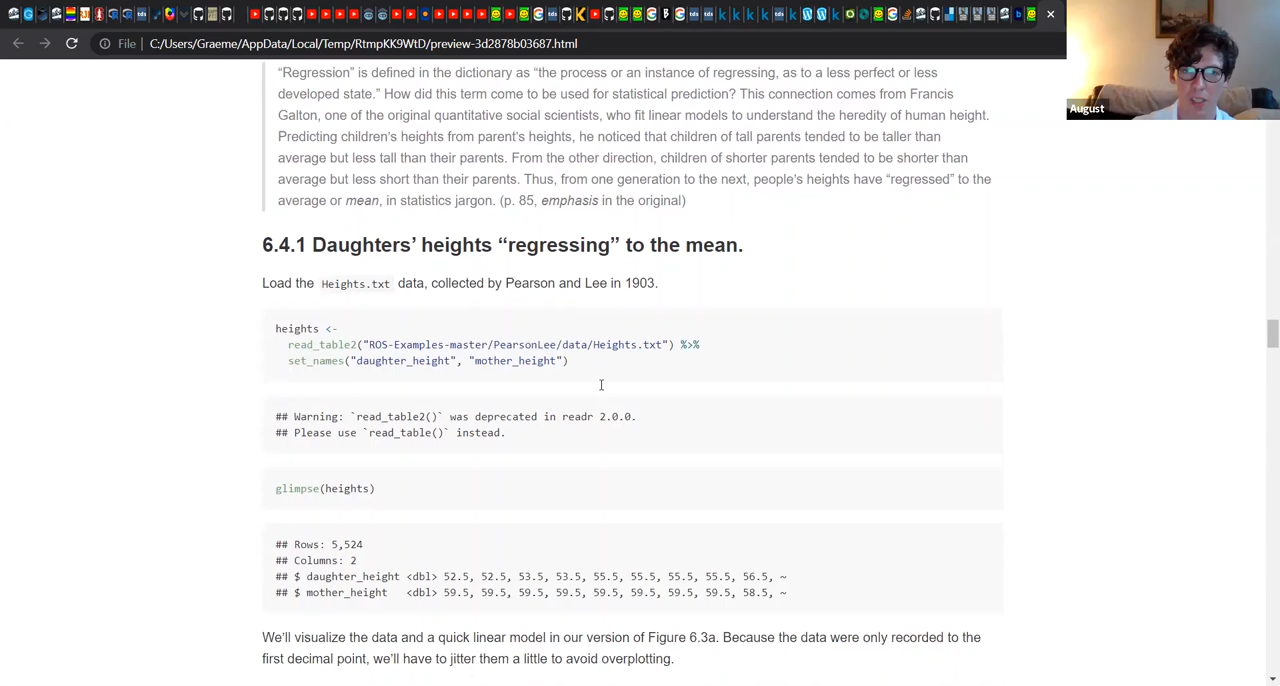 File
C:/Users/Graeme/AppData/Local/Temp/RtmpKK9WtD/preview-3d2878b03687.html
August
“Regression” is defined in the dictionary as “the process or an instance of regressing, as to a less perfect or less
developed state.” How did this term come to be used for statistical prediction? This connection comes from Francis
Galton, one of the original quantitative social scientists, who fit linear models to understand the heredity of human height.
Predicting children’s heights from parent’s heights, he noticed that children of tall parents tended to be taller than
average but less tall than their parents. From the other direction, children of shorter parents tended to be shorter than
average but less short than their parents. Thus, from one generation to the next, people’s heights have “regressed” to the
average or mean, in statistics jargon. (p. 85, emphasis in the original)
6.4.1 Daughters’ heights “regressing” to the mean.
Load the Heights.txt data, collected by Pearson and Lee in 1903.
heights <-
read_table2("ROS-Examples-master/PearsonLee/data/Heights.txt") %>%
set_names("daughter_height", "mother_height")
## Warning: `read_table2()` was deprecated in readr 2.0.0.
## Please use `read_table()` instead.
glimpse(heights)
## Rows: 5,524
## Columns: 2
## $ daughter_height <dbl> 52.5, 52.5, 53.5, 53.5, 55.5, 55.5, 55.5, 55.5, 56.5, ~
## $ mother_height <dbl> 59.5, 59.5, 59.5, 59.5, 59.5, 59.5, 59.5, 59.5, 58.5, ~
We’ll visualize the data and a quick linear model in our version of Figure 6.3a. Because the data were only recorded to the
first decimal point, we’ll have to jitter them a little to avoid overplotting.